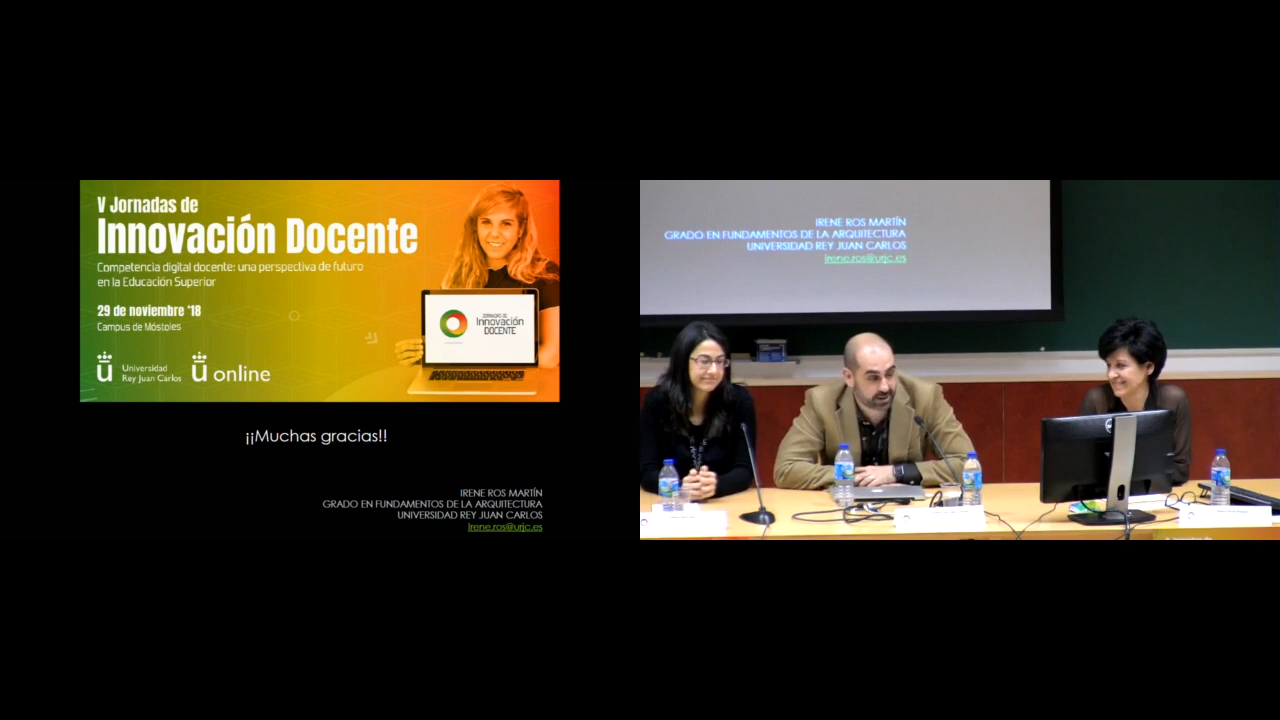 V Jornadas de
Innovación Docente
Competencia digital docente: una perspectiva de futuro
en la Educación Superior
29 de noviembre '18
Campus de Móstoles
ü Universidad
Rey Juan Carlos
ü online
JORNADAS DE
Innovación
DOCENTE
¡¡Muchas gracias!!
IRENE ROS MARTÍN
GRADO EN FUNDAMENTOS DE LA ARQUITECTURA
UNIVERSIDAD REY JUAN CARLOS
Irene.ros@urjc.es
IRENE ROS MARTÍN
GRADO EN FUNDAMENTOS DE LA ARQUITECTURA
UNIVERSIDAD REY JUAN CARLOS
Irene.ros@urjc.es